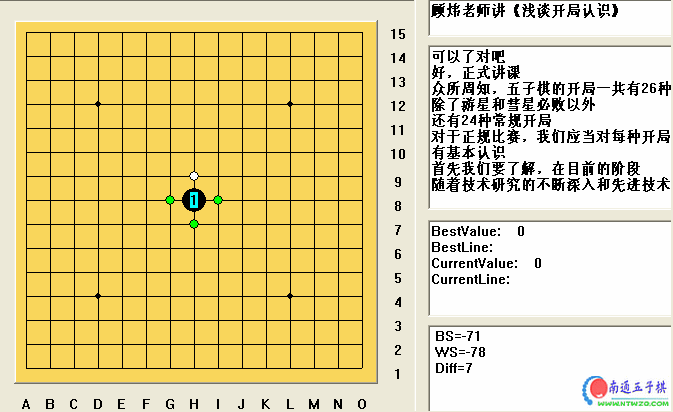 顾炜老师讲《浅谈开局认识》
可以了对吧
好，正式讲课
众所周知，五子棋的开局一共有26种
除了游星和彗星必败以外
还有24种常规开局
对于正规比赛，我们应当对每种开局
有基本认识
首先我们要了解，在目前的阶段
随着技术研究的不断深入和先进技术
BestValue: 0
BestLine:
CurrentValue: 0
CurrentLine:
BS=-71
WS=-78
Diff=7
南通五子棋
WWW.NTWZQ.COM
15
14
13
12
11
10
9
8
7
6
5
4
3
2
1
1
A B C D E F G H I J K L M N O